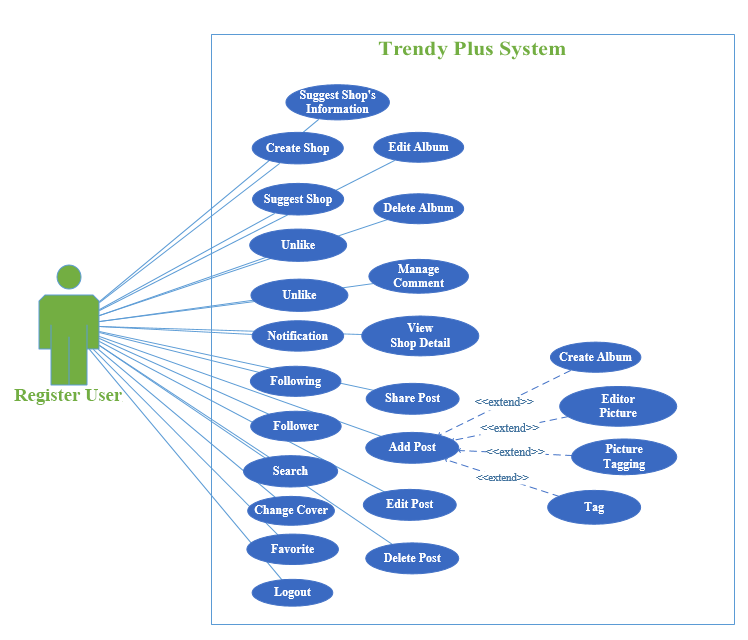 Trendy Plus System
Suggest Shop's
Information
Create Shop
Edit Album
Suggest Shop
Delete Album
Unlike
Manage
Comment
Unlike
Notification
View
Shop Detail
Create Album
Following
Share Post
<<extend>>
Editor
Picture
Register User
Follower
<<extend>>
Add Post
<<extend>>
Picture
Tagging
Search
<<extend>>
Change Cover
Edit Post
Tag
Favorite
Delete Post
Logout